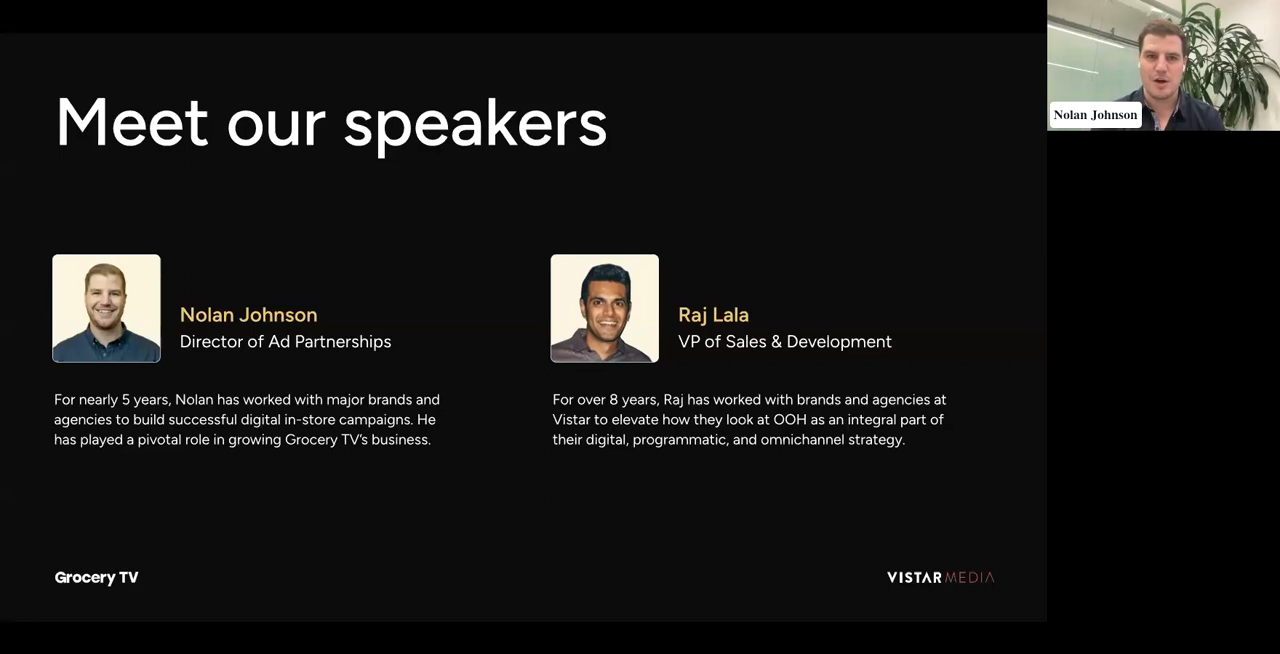 Meet our speakers
Nolan Johnson
Nolan Johnson
Director of Ad Partnerships
For nearly 5 years, Nolan has worked with major brands and
agencies to build successful digital in-store campaigns. He
has played a pivotal role in growing Grocery TV's business.
Raj Lala
VP of Sales & Development
For over 8 years, Raj has worked with brands and agencies at
Vistar to elevate how they look at OOH as an integral part of
their digital, programmatic, and omnichannel strategy.
Grocery TV
VISTAR MEDIA